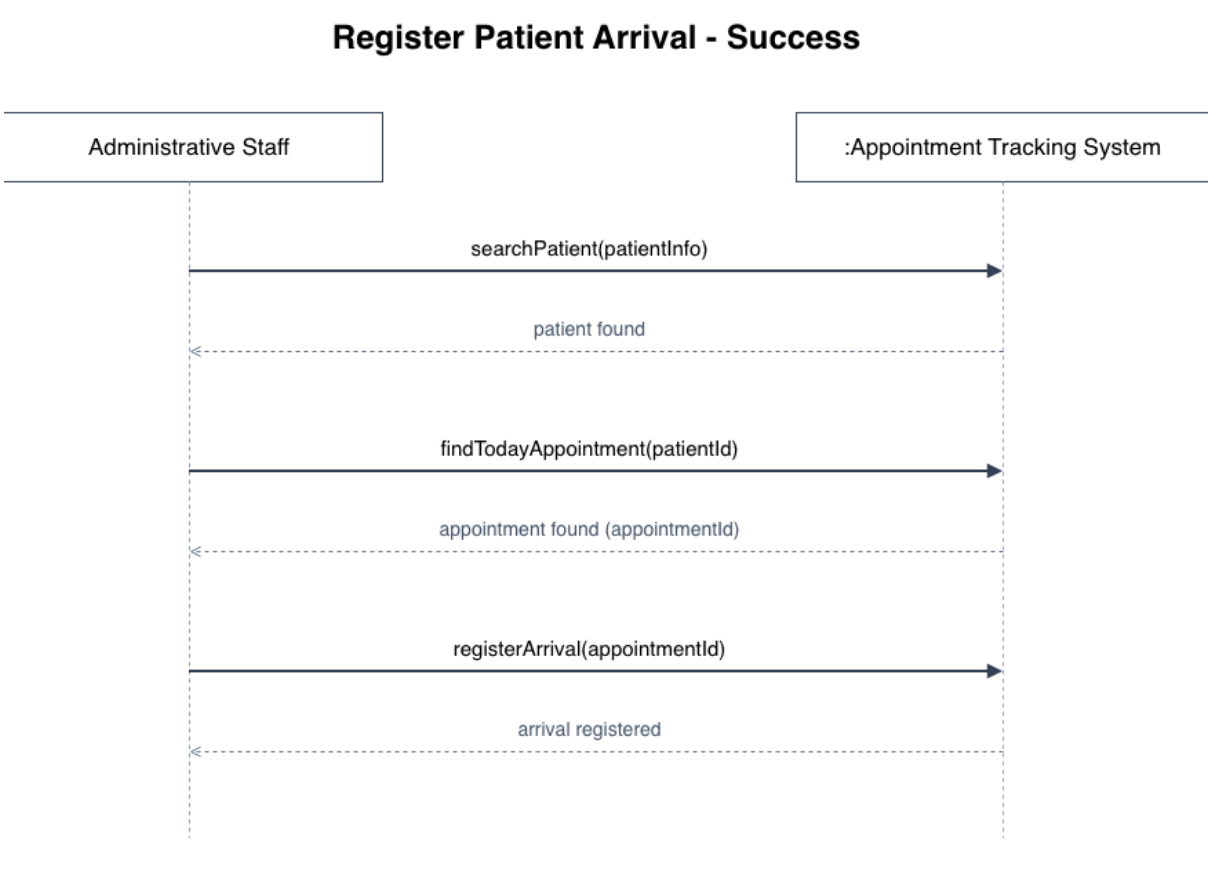 Register Patient Arrival - Success
Administrative Staff
:Appointment Tracking System
searchPatient(patientInfo)
patient found
findTodayAppointment(patientId)
appointment found (appointmentId)
registerArrival(appointmentId)
arrival registered